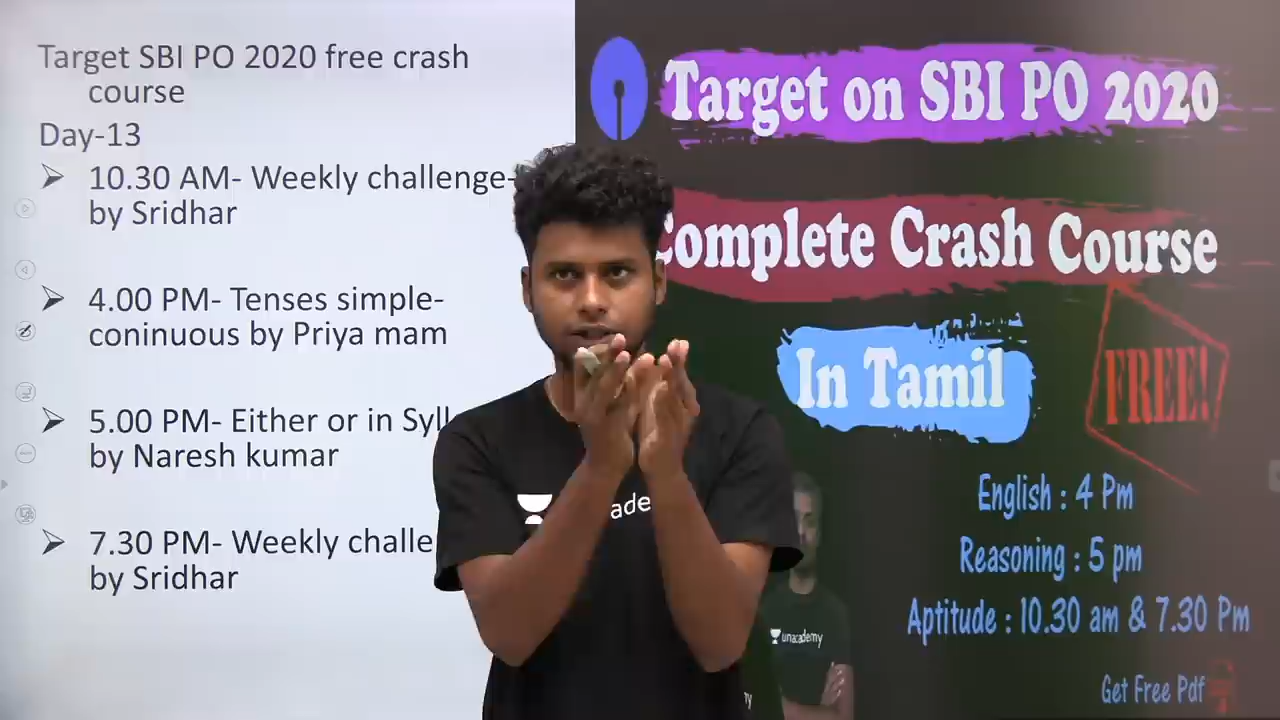 Target SBI PO 2020 free crash
course
Day-13
10.30 AM- Weekly challenge-
by Sridhar
4.00 PM- Tenses simple-
coninuous by Priya mam
5.00 PM- Either or in Syll
by Naresh kumar
7.30 PM- Weekly challe
by Sridhar
Target on SBI PO 2020
Complete Crash Course
In Tamil
FREE!
English : 4 Pm
Reasoning : 5 pm
Aptitude : 10.30 am & 7.30 Pm
Get Free Pdf
unacademy